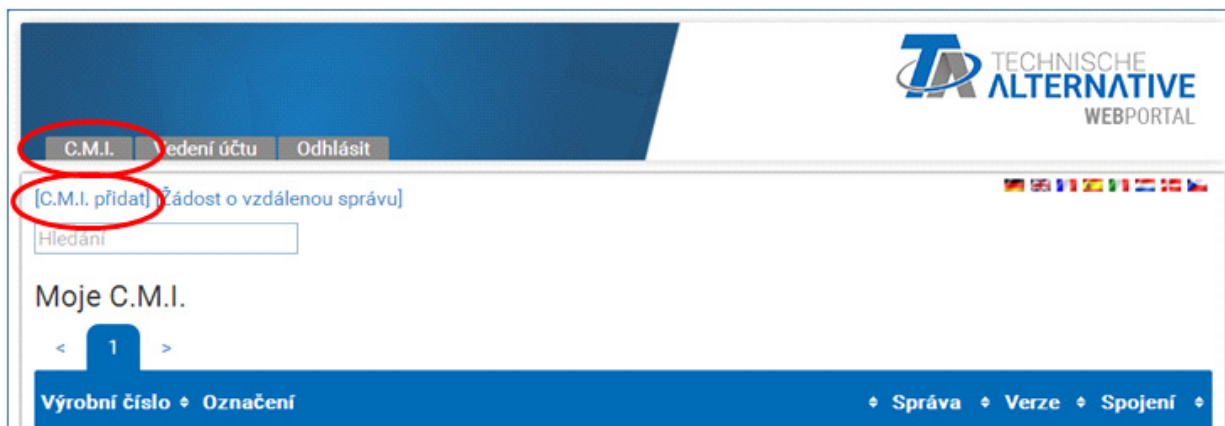 TECHNISCHE
ALTERNATIVE
WEBPORTAL
C.M.I. Vedení účtu Odhlásit
[C.M.I. přidat] [Žádost o vzdálenou správu]
Hledání
Moje C.M.I.
< 1 >
Výrobní číslo Označení Správa Verze Spojení